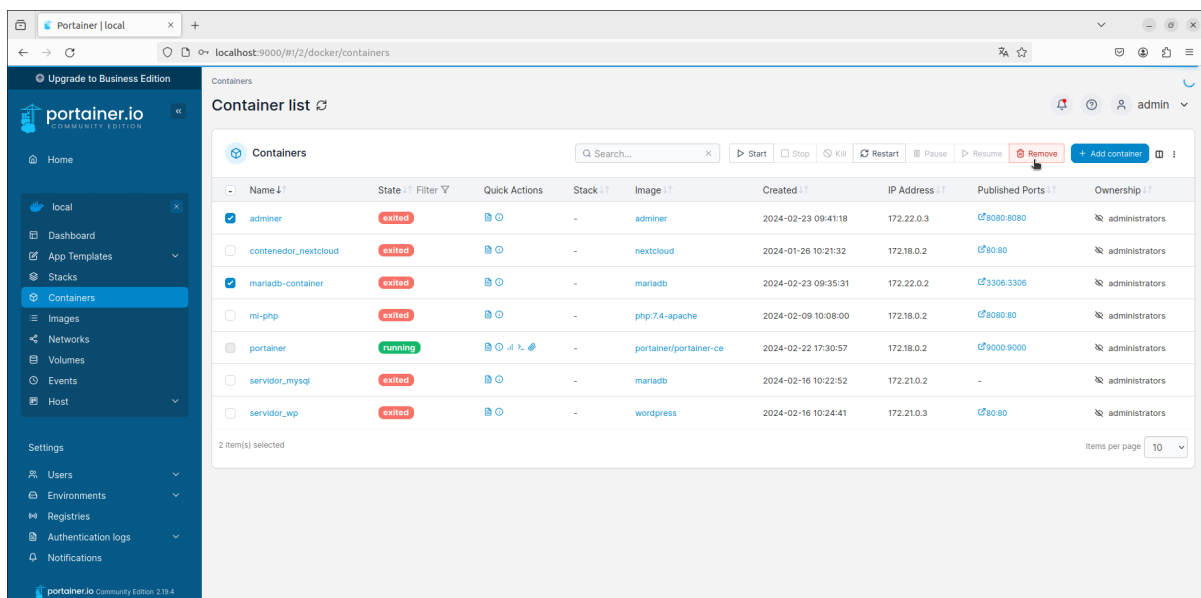 Portainer | local
localhost:9000/#!/2/docker/containers
Upgrade to Business Edition
portainer.io
COMMUNITY EDITION
Home
local
Dashboard
App Templates
Stacks
Containers
Images
Networks
Volumes
Events
Host
Settings
Users
Environments
Registries
Authentication logs
Notifications
portainer.io Community Edition 2.19.4
Containers
Container list
admin
Containers
Search...
Start Stop Kill Restart Pause Resume Remove + Add container
Name State Filter Quick Actions Stack Image Created IP Address Published Ports Ownership
adminer exited - adminer 2024-02-23 09:41:18 172.22.0.3 8080:8080 administrators
contenedor_nextcloud exited - nextcloud 2024-01-26 10:21:32 172.18.0.2 80:80 administrators
mariadb-container exited - mariadb 2024-02-23 09:35:31 172.22.0.2 3306:3306 administrators
mi-php exited - php:7.4-apache 2024-02-09 10:08:00 172.18.0.2 8080:80 administrators
portainer running - portainer/portainer-ce 2024-02-22 17:30:57 172.18.0.2 9000:9000 administrators
servidor_mysql exited - mariadb 2024-02-16 10:22:52 172.21.0.2 - administrators
servidor_wp exited - wordpress 2024-02-16 10:24:41 172.21.0.3 80:80 administrators
2 item(s) selected
Items per page 10